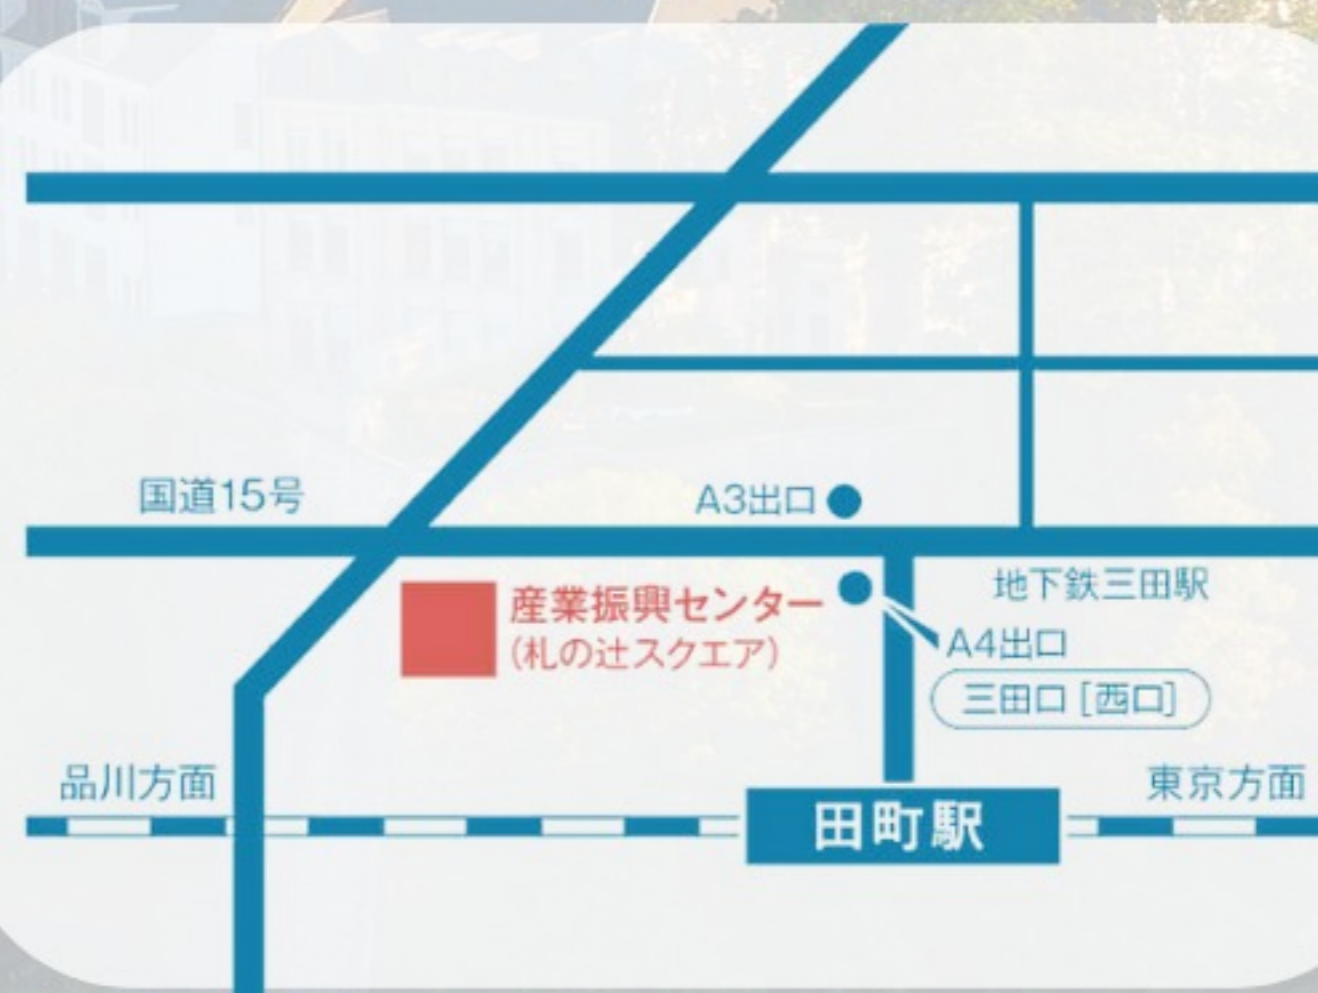 国道15号
A3出口
地下鉄三田駅
産業振興センター
(札の辻スクエア)
A4出口
三田口[西口]
品川方面
東京方面
田町駅